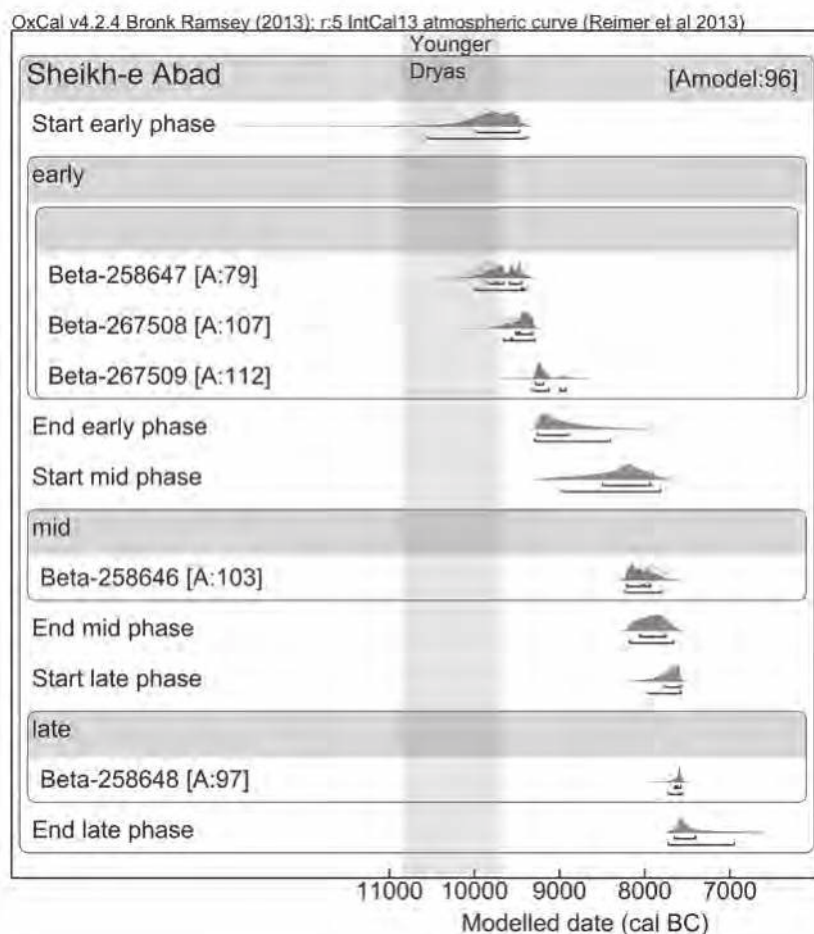 OxCal v4.2.4 Bronk Ramsey (2013); r:5 IntCal13 atmospheric curve (Reimer et al 2013)
Younger
Dryas
Sheikh-e Abad [Amodel:96]
Start early phase
early
Beta-258647 [A:79]
Beta-267508 [A:107]
Beta-267509 [A:112]
End early phase
Start mid phase
mid
Beta-258646 [A:103]
End mid phase
Start late phase
late
Beta-258648 [A:97]
End late phase
11000 10000 9000 8000 7000
Modelled date (cal BC)